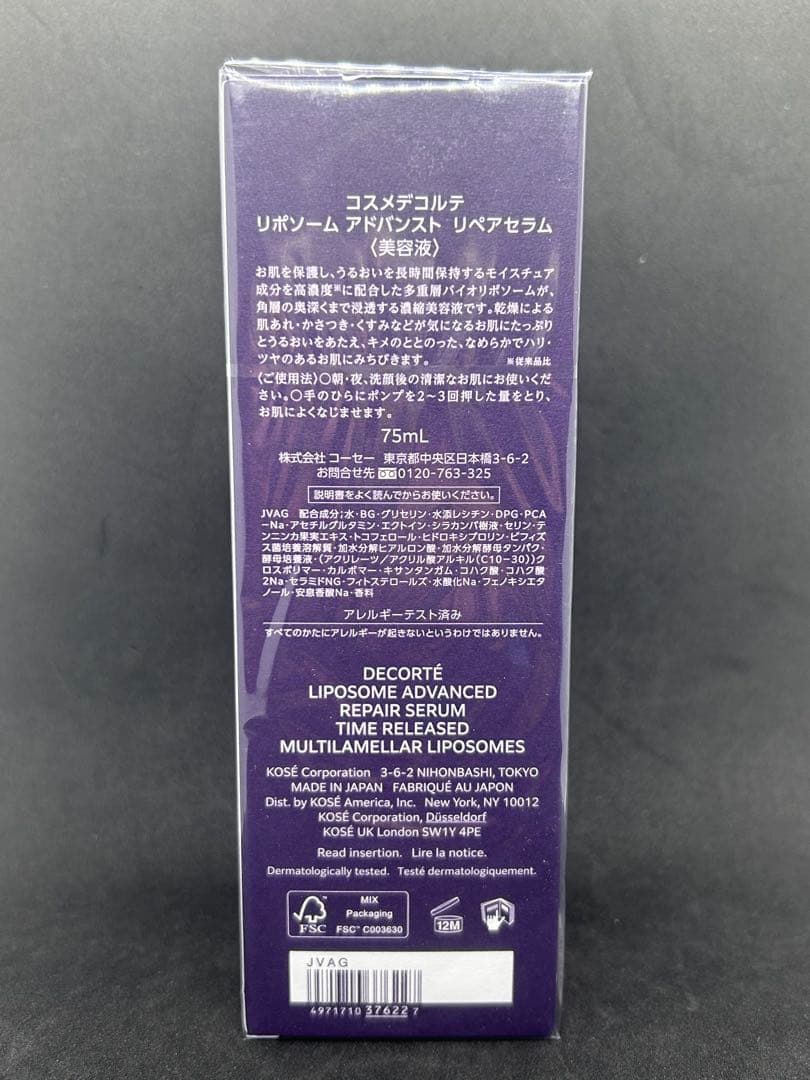 コスメデコルテ
リポソーム アドバンスト リペアセラム
〈美容液〉
お肌を保護し、うるおいを長時間保持するモイスチュア
成分を高濃度※に配合した多重層バイオリポソームが、
角層の奥深くまで浸透する濃縮美容液です。乾燥による
肌あれ・かさつき・くすみなどが気になるお肌にたっぷり
とうるおいをあたえ、キメのととのった、なめらかでハリ・
ツヤのあるお肌にみちびきます。 ※従来品比
〈ご使用法〉○朝・夜、洗顔後の清潔なお肌にお使いくだ
さい。○手のひらにポンプを2～3回押した量をとり、
お肌によくなじませます。
75mL
株式会社 コーセー 東京都中央区日本橋3-6-2
お問合せ先 0120-763-325
説明書をよく読んでからお使いください。
JVAG 配合成分;水・BG・グリセリン・水添レシチン・DPG・PCA
-Na・アセチルグルタミン・エクトイン・シラカンバ樹液・セリン・テ
ンニンカ果実エキス・トコフェロール・ヒドロキシプロリン・ビフィズ
ス菌培養溶解質・加水分解ヒアルロン酸・加水分解酵母タンパク・
酵母培養液・(アクリレーツ/アクリル酸アルキル(C10-30))ク
ロスポリマー・カルボマー・キサンタンガム・コハク酸・コハク酸
2Na・セラミドNG・フィトステロールズ・水酸化Na・フェノキシエタ
ノール・安息香酸Na・香料
アレルギーテスト済み
すべてのかたにアレルギーが起きないというわけではありません。
DECORTÉ
LIPOSOME ADVANCED
REPAIR SERUM
TIME RELEASED
MULTILAMELLAR LIPOSOMES
KOSÉ Corporation 3-6-2 NIHONBASHI, TOKYO
MADE IN JAPAN FABRIQUÉ AU JAPON
Dist. by KOSÉ America, Inc. New York, NY 10012
KOSÉ Corporation, Düsseldorf
KOSÉ UK London SW1Y 4PE
Read insertion. Lire la notice.
Dermatologically tested. Testé dermatologiquement.
MIX
Packaging
FSC™ C003630
FSC
12M
JVAG
4971710 37622 7